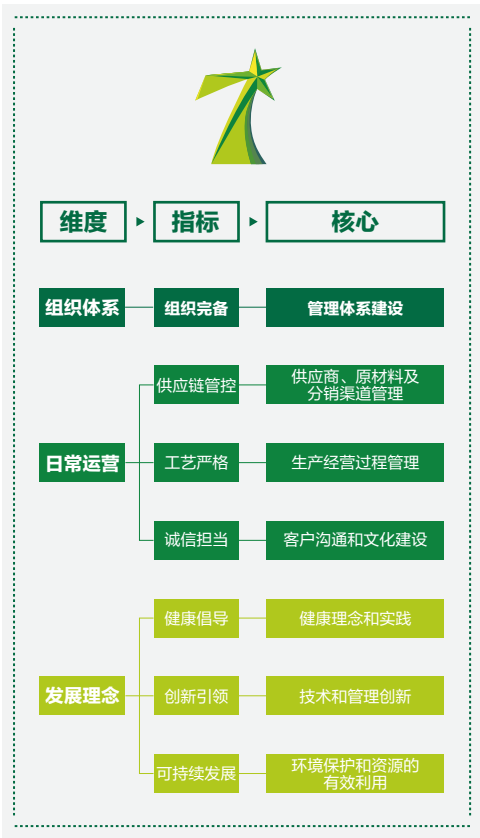 维度
指标
核心
组织体系
组织完备
管理体系建设
日常运营
供应链管控
供应商、原材料及
分销渠道管理
工艺严格
生产经营过程管理
诚信担当
客户沟通和文化建设
发展理念
健康倡导
健康理念和实践
创新引领
技术和管理创新
可持续发展
环境保护和资源的
有效利用